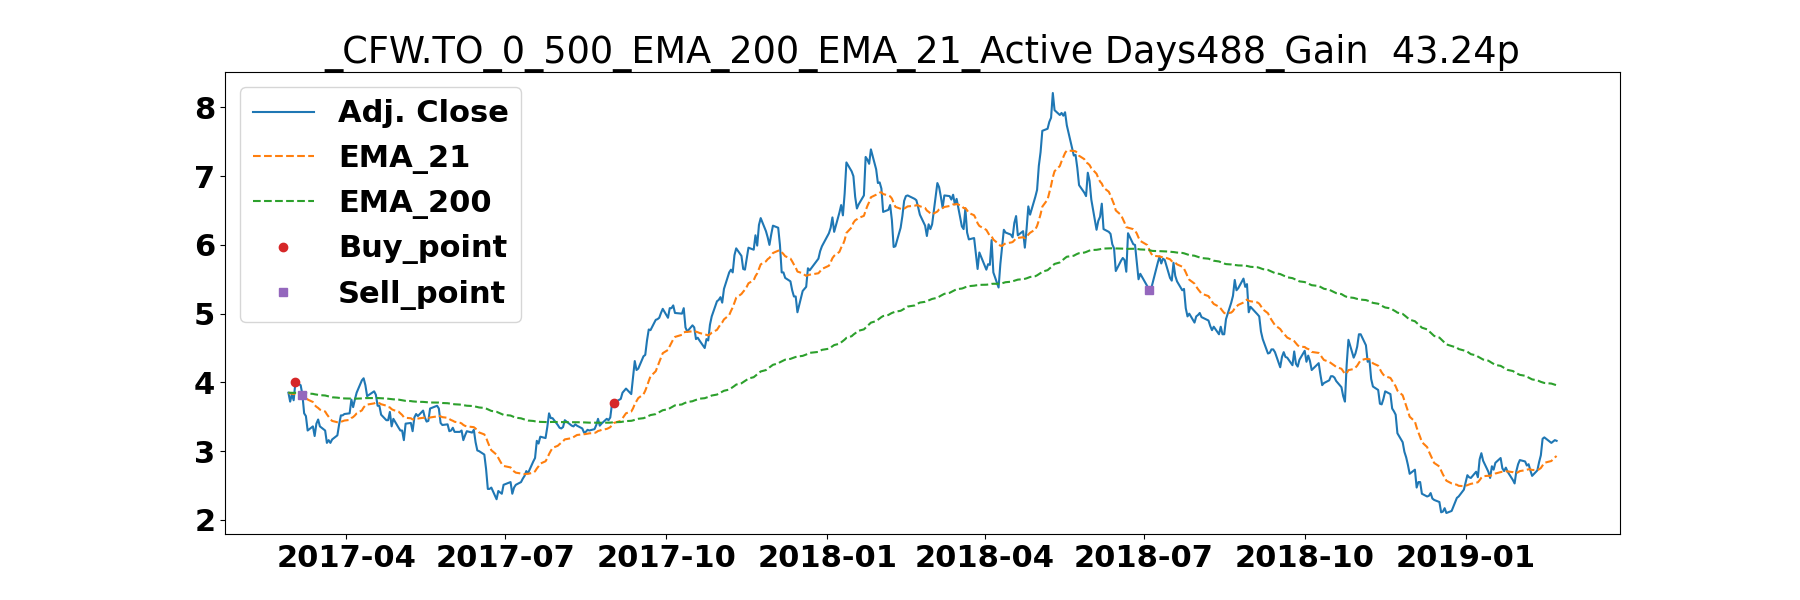 _CFW.TO_0_500_EMA_200_EMA_21_Active Days488_Gain  43.24p
Adj. Close
EMA_21
EMA_200
Buy_point
Sell_point
8
7
6
5
4
3
2
2017-04 2017-07 2017-10 2018-01 2018-04 2018-07 2018-10 2019-01